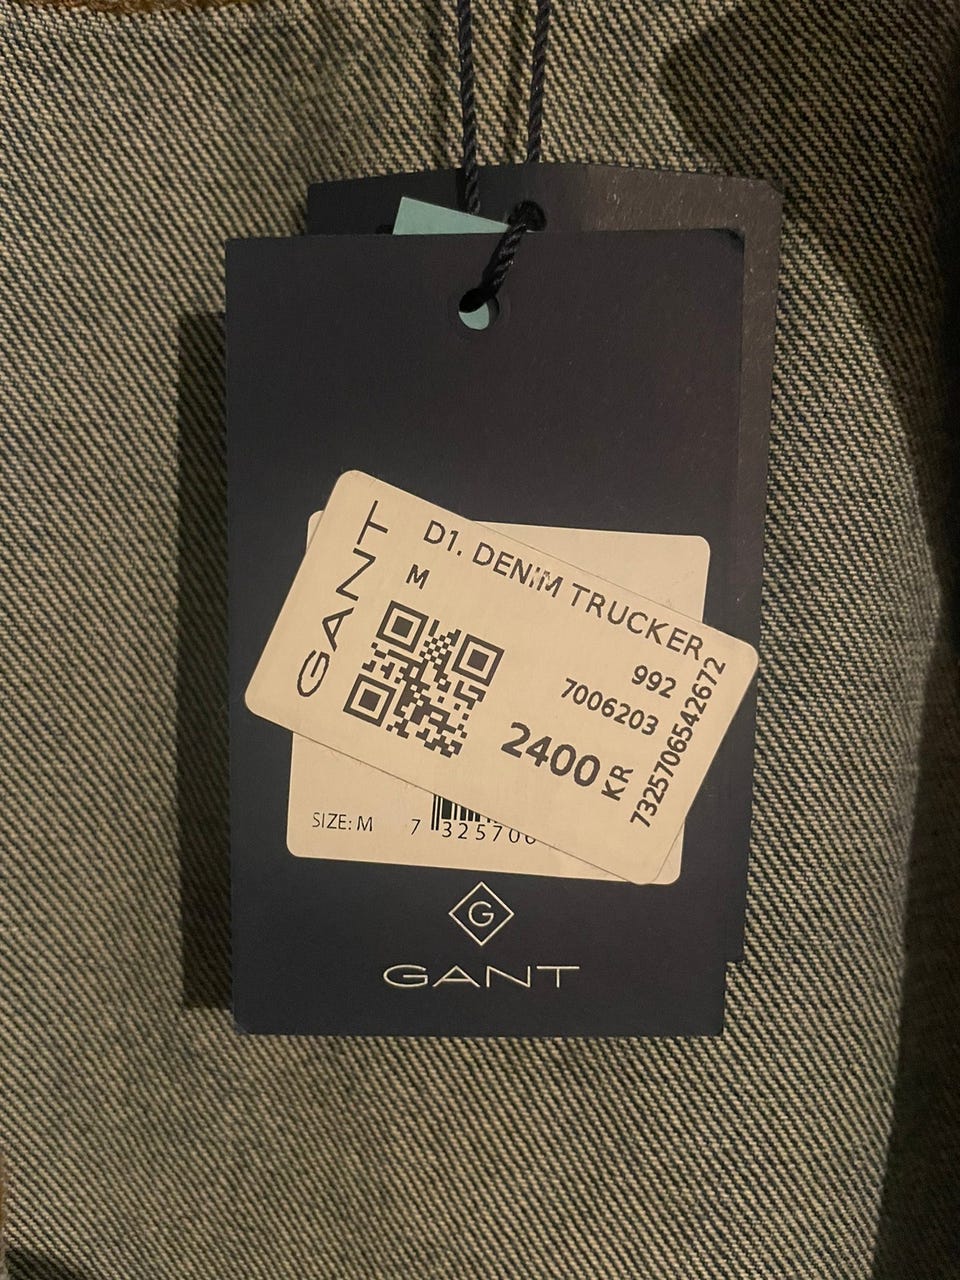 GANT
D1. DENIM TRUCKER
M
992
7006203
2400 KR
7325706542672
SIZE: M
7 325706
G
GANT